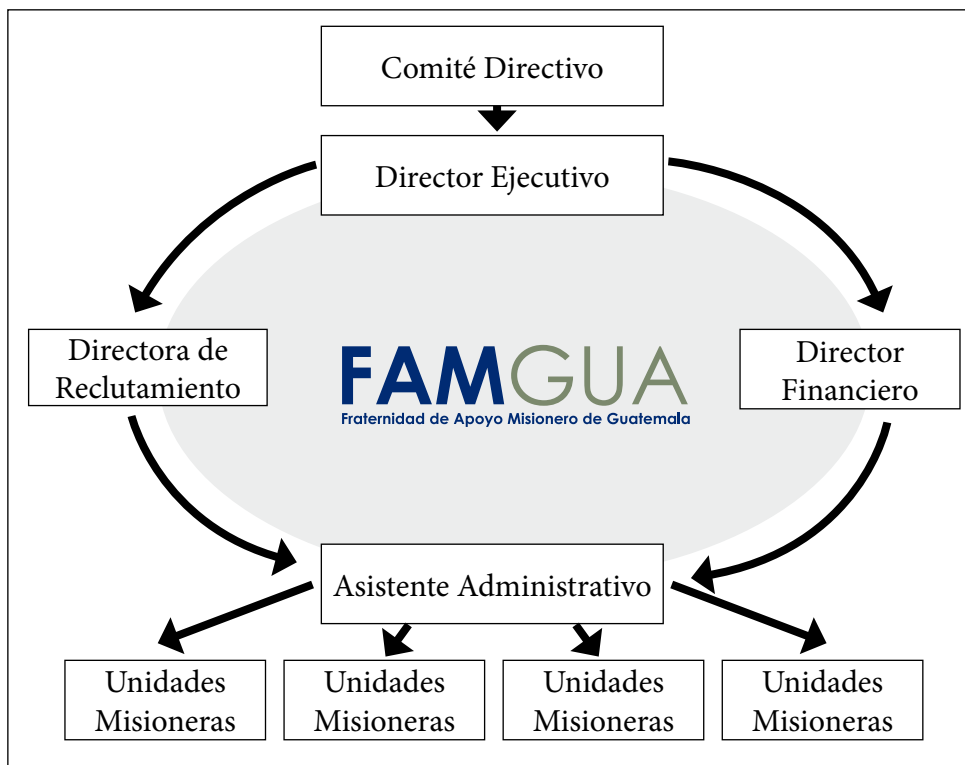 Comité Directivo
Director Ejecutivo
Directora de
Reclutamiento
FAMGUA
Fraternidad de Apoyo Misionero de Guatemala
Director
Financiero
Asistente Administrativo
Unidades
Misioneras
Unidades
Misioneras
Unidades
Misioneras
Unidades
Misioneras